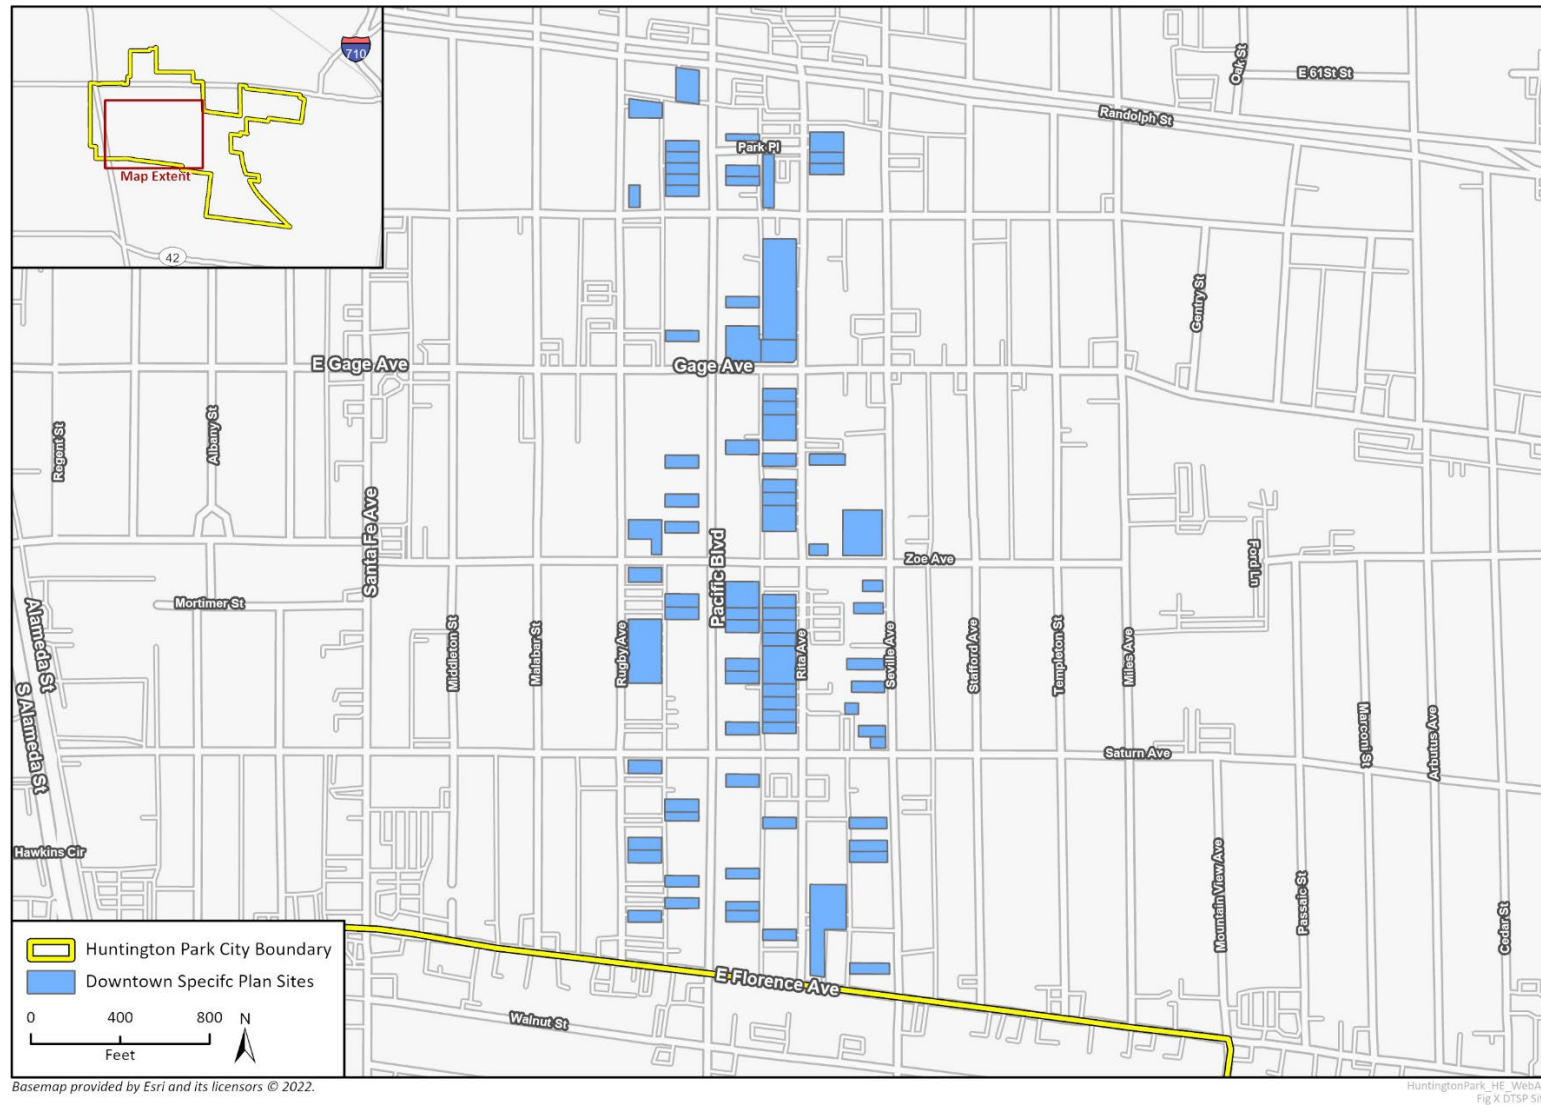 710
Map Extent
42
Oak St
E 61St St
Randolph St
Park Pl
Gentry St
E Gage Ave
Gage Ave
Regent St
Albany St
Santa Fe Ave
Pacific Blvd
Zoe Ave
Ford Ln
Mortimer St
Alameda St
S Alameda St
Middleton St
Malabar St
Rugby Ave
Rita Ave
Seville Ave
Stafford Ave
Templeton St
Miles Ave
Marconi St
Arbutus Ave
Saturn Ave
Hawkins Cir
Mountain View Ave
Passaic St
Cedar St
E Florence Ave
Walnut St
Huntington Park City Boundary
Downtown Specifc Plan Sites
0 400 800
Feet
N
Basemap provided by Esri and its licensors © 2022.
HuntingtonPark_HE_WebA
Fig X DTSP Sit